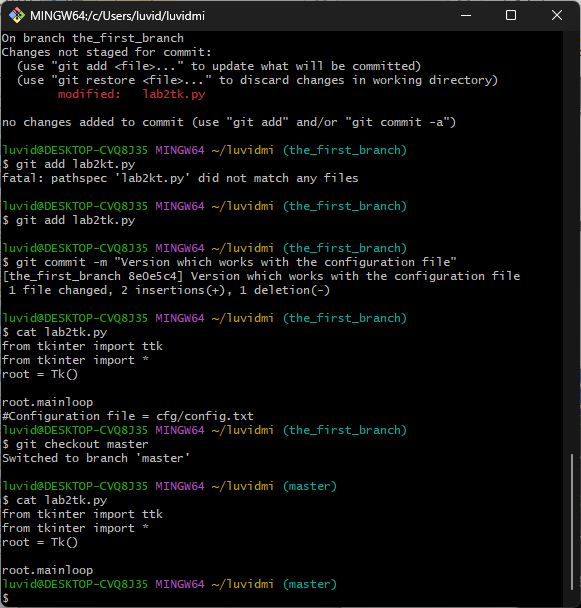 MINGW64:/c/Users/luvid/luvidmi
On branch the_first_branch
Changes not staged for commit:
  (use "git add <file>..." to update what will be committed)
  (use "git restore <file>..." to discard changes in working directory)
        modified:   lab2tk.py

no changes added to commit (use "git add" and/or "git commit -a")

luvid@DESKTOP-CVQ8J35 MINGW64 ~/luvidmi (the_first_branch)
$ git add lab2kt.py
fatal: pathspec 'lab2kt.py' did not match any files

luvid@DESKTOP-CVQ8J35 MINGW64 ~/luvidmi (the_first_branch)
$ git add lab2tk.py

luvid@DESKTOP-CVQ8J35 MINGW64 ~/luvidmi (the_first_branch)
$ git commit -m "Version which works with the configuration file"
[the_first_branch 8e0e5c4] Version which works with the configuration file
 1 file changed, 2 insertions(+), 1 deletion(-)

luvid@DESKTOP-CVQ8J35 MINGW64 ~/luvidmi (the_first_branch)
$ cat lab2tk.py
from tkinter import ttk
from tkinter import *
root = Tk()

root.mainloop
#Configuration file = cfg/config.txt
luvid@DESKTOP-CVQ8J35 MINGW64 ~/luvidmi (the_first_branch)
$ git checkout master
Switched to branch 'master'

luvid@DESKTOP-CVQ8J35 MINGW64 ~/luvidmi (master)
$ cat lab2tk.py
from tkinter import ttk
from tkinter import *
root = Tk()

root.mainloop
luvid@DESKTOP-CVQ8J35 MINGW64 ~/luvidmi (master)
$